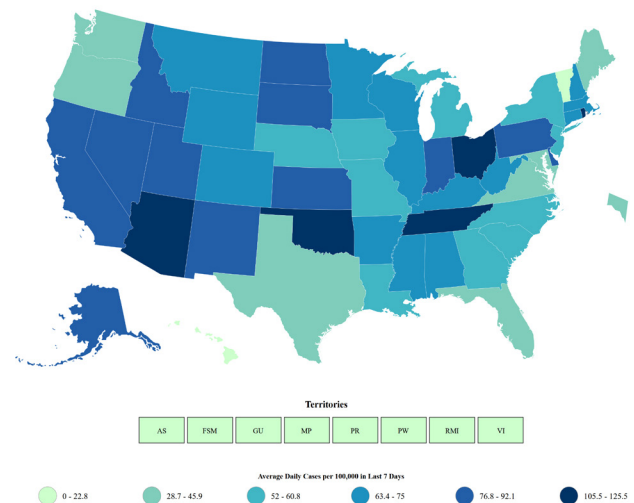 Territories
AS FSM GU MP PR PW RMI VI
Average Daily Cases per 100,000 in Last 7 Days
0 - 22.8 28.7 - 45.9 52 - 60.8 63.4 - 75 76.8 - 92.1 105.5 - 125.5